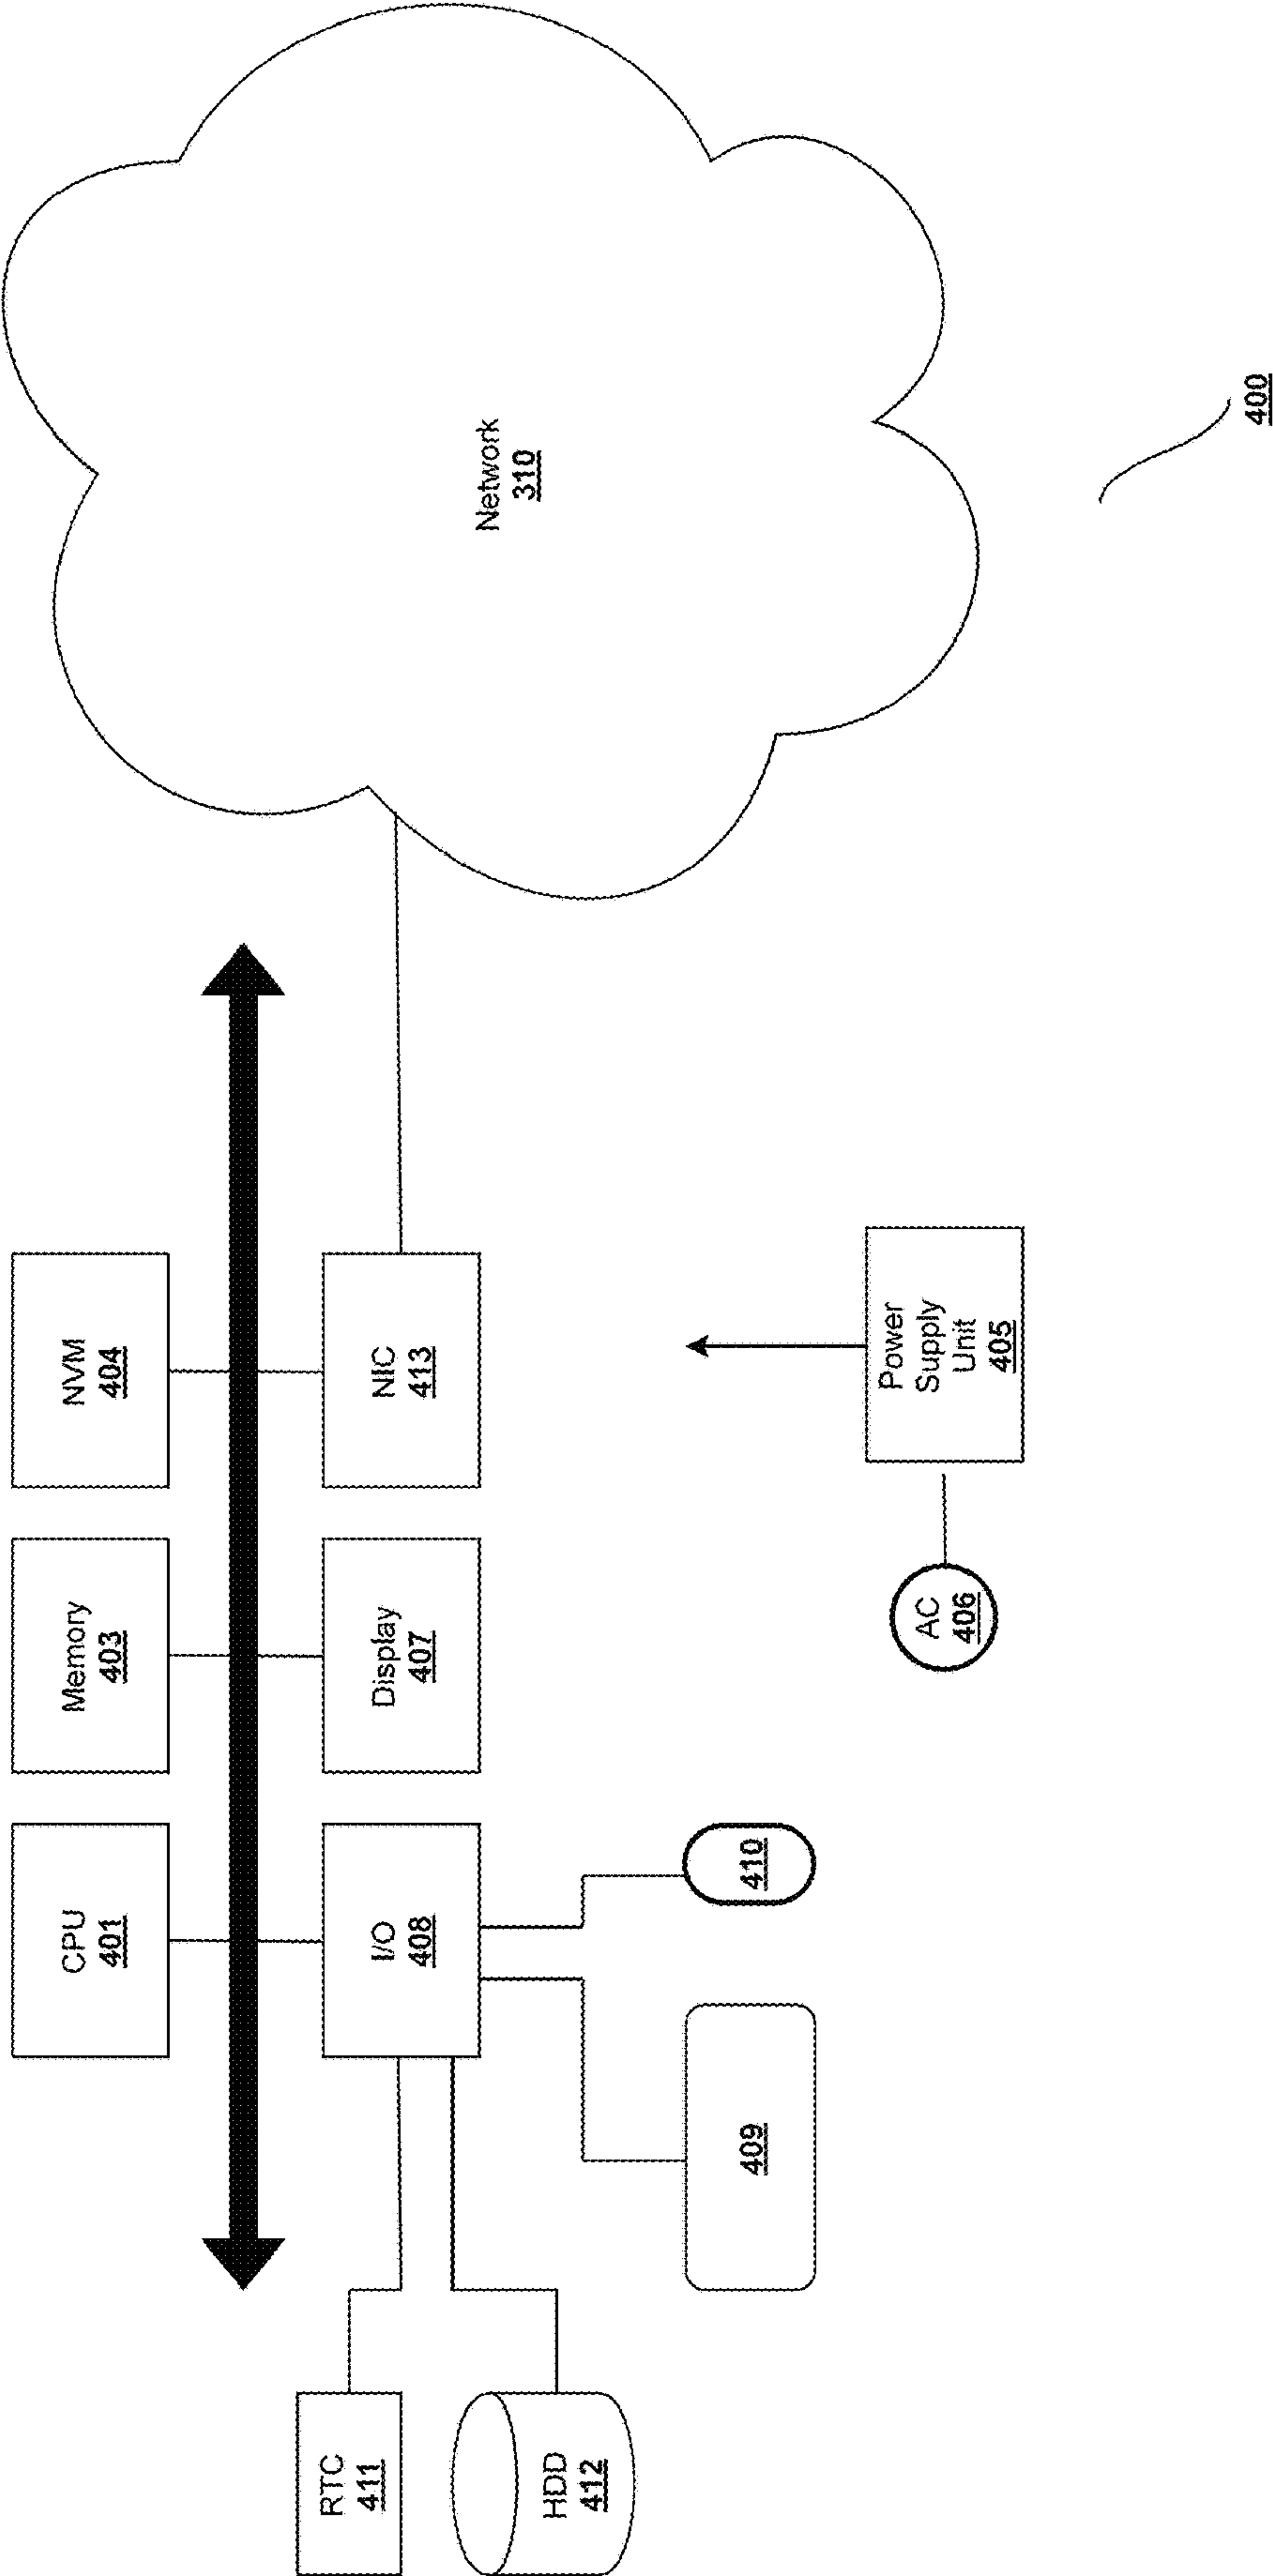 CPU
401
Memory
403
NVM
404
RTC
411
HDD
412
I/O
408
Display
407
NIC
413
Network
310
409
410
AC
406
Power
Supply
Unit
405
400